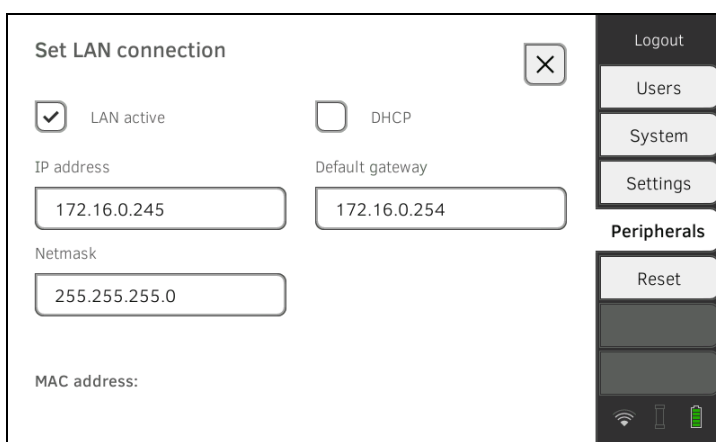 Set LAN connection
LAN active
DHCP
IP address
Default gateway
172.16.0.245
172.16.0.254
Netmask
255.255.255.0
MAC address:
Logout
Users
System
Settings
Peripherals
Reset